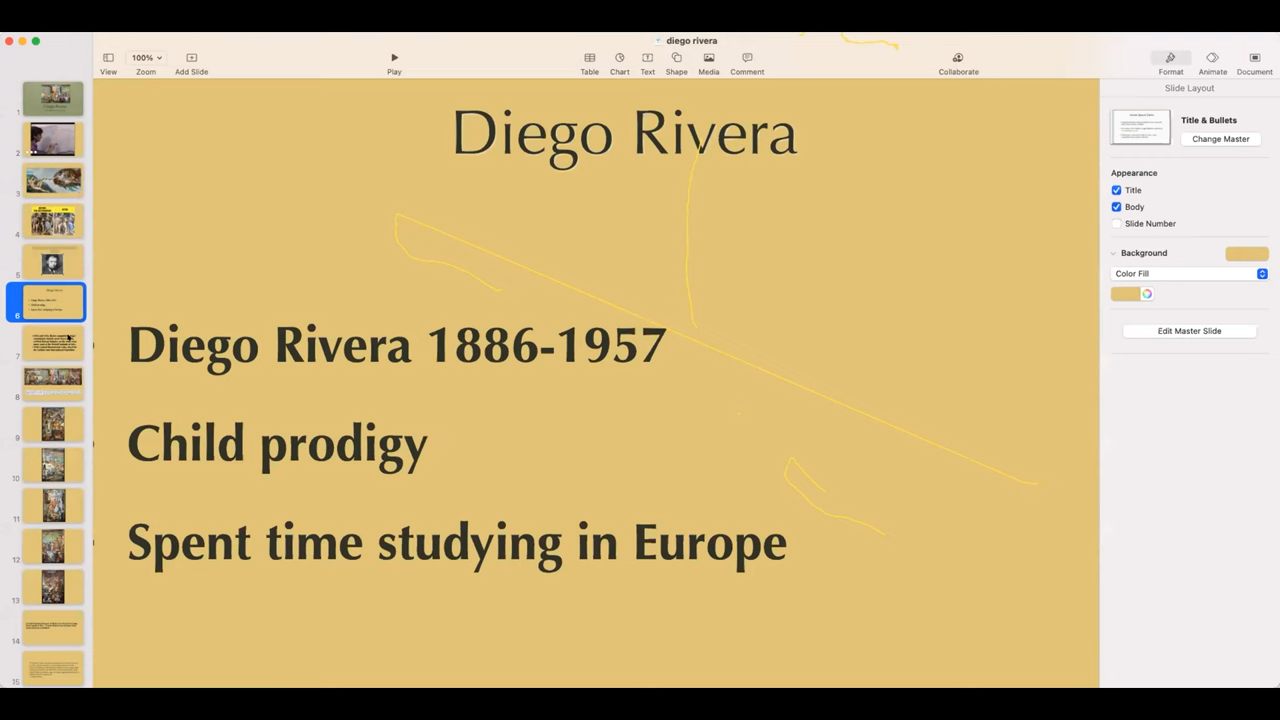 diego rivera
100%
View
Zoom
Add Slide
Play
Table
Chart
Text
Shape
Media
Comment
Collaborate
Format
Animate
Document
Slide Layout
Title & Bullets
Change Master
Appearance
Title
Body
Slide Number
Background
Color Fill
Edit Master Slide
1
2
3
4
5
6
7
8
9
10
11
12
13
14
15
Diego Rivera
Diego Rivera 1886-1957
Child prodigy
Spent time studying in Europe